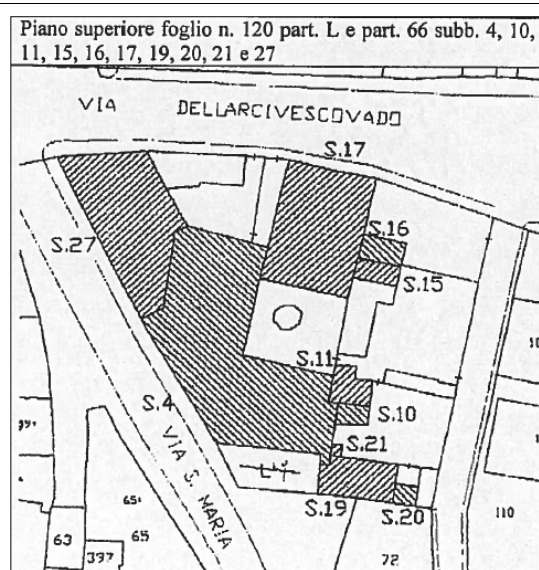 Piano superiore foglio n. 120 part. L e part. 66 subb. 4, 10,
11, 15, 16, 17, 19, 20, 21 e 27
VIA DELLARCIVESCOVADO
S.17
S.16
S.27
S.15
S.11
S.4
S.10
S.21
VIA S. MARIA
S.19
S.20
65
65
110
63
397
72